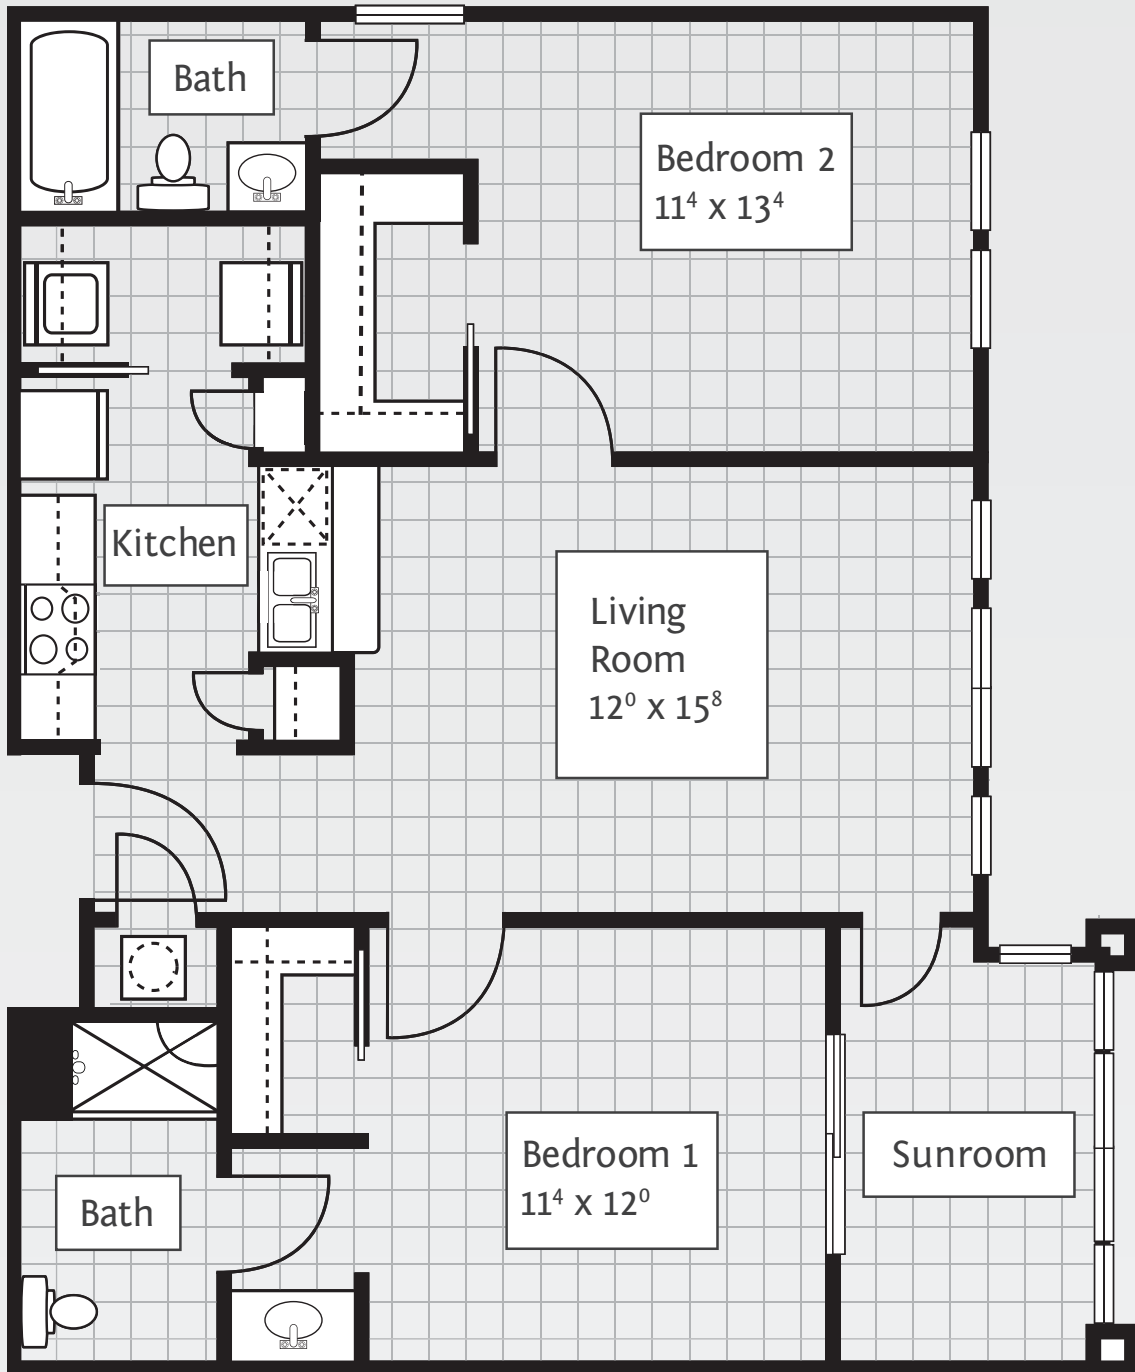 Bath
Bedroom 2
11⁴ x 13⁴
Kitchen
Living
Room
12⁰ x 15⁸
Bedroom 1
11⁴ x 12⁰
Sunroom
Bath